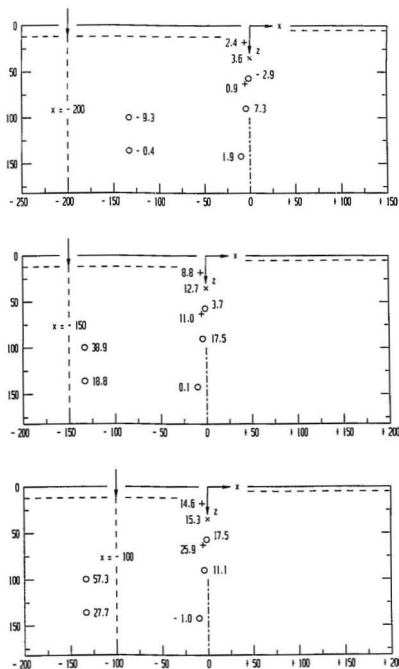 0
50
100
150
x
z
2.4 +
3.6 ×
○ - 2.9
0.9 +
○ 7.3
1.9 ○
x = - 200
○ - 9.3
○ - 0.4
- 250 - 200 - 150 - 100 - 50 0 + 50 + 100 + 150
0
50
100
150
x
z
8.8 +
12.7 ×
3.7
11.0 +
○ 17.5
0.1 ○
x = - 150
38.9
○ 18.8
- 200 - 150 - 100 - 50 0 + 50 + 100 + 150 + 200
0
50
100
150
x
z
14.6 +
15.3 ×
17.5
25.9 +
○ 11.1
- 1.0 ○
x = - 100
57.3
27.7
- 200 - 150 - 100 - 50 0 + 50 + 100 + 150 + 200